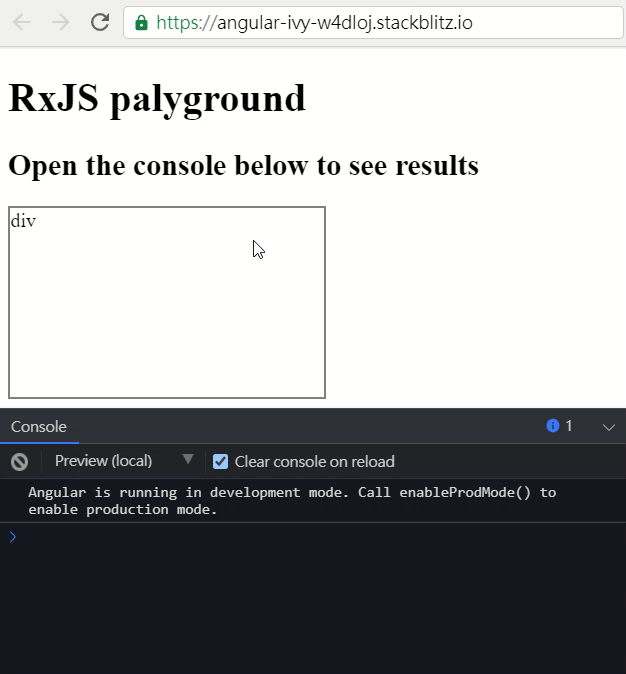 https://angular-ivy-w4dloj.stackblitz.io
RxJS palyground
Open the console below to see results
div
Console
1
Preview (local)
Clear console on reload
Angular is running in development mode. Call enableProdMode() to
enable production mode.